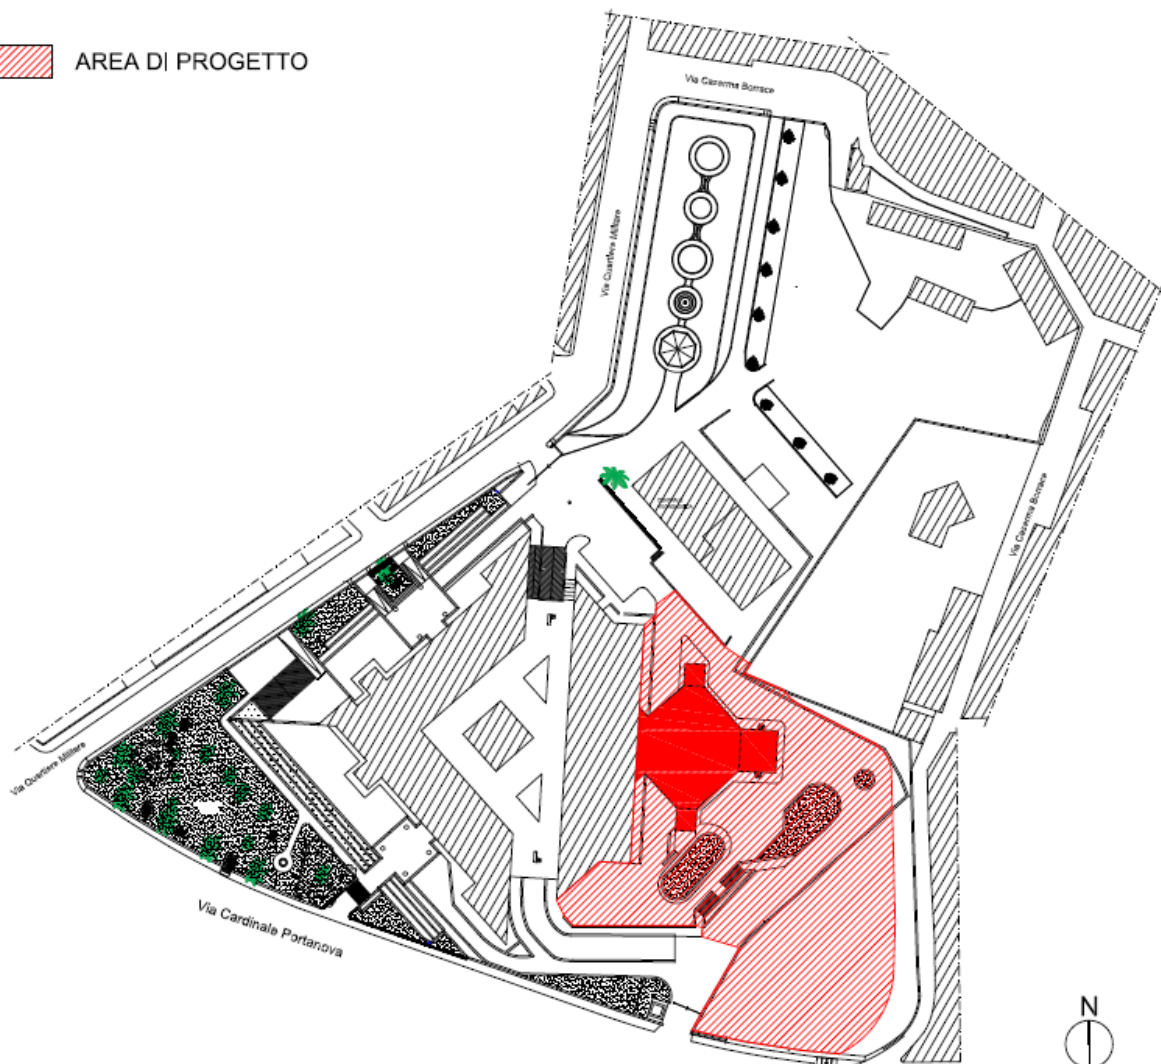 AREA DI PROGETTO
Via Caserma Borrace
Via Quartiere Militare
Via Caserma Borrace
Via Quartiere Militare
Via Cardinale Portanova
N